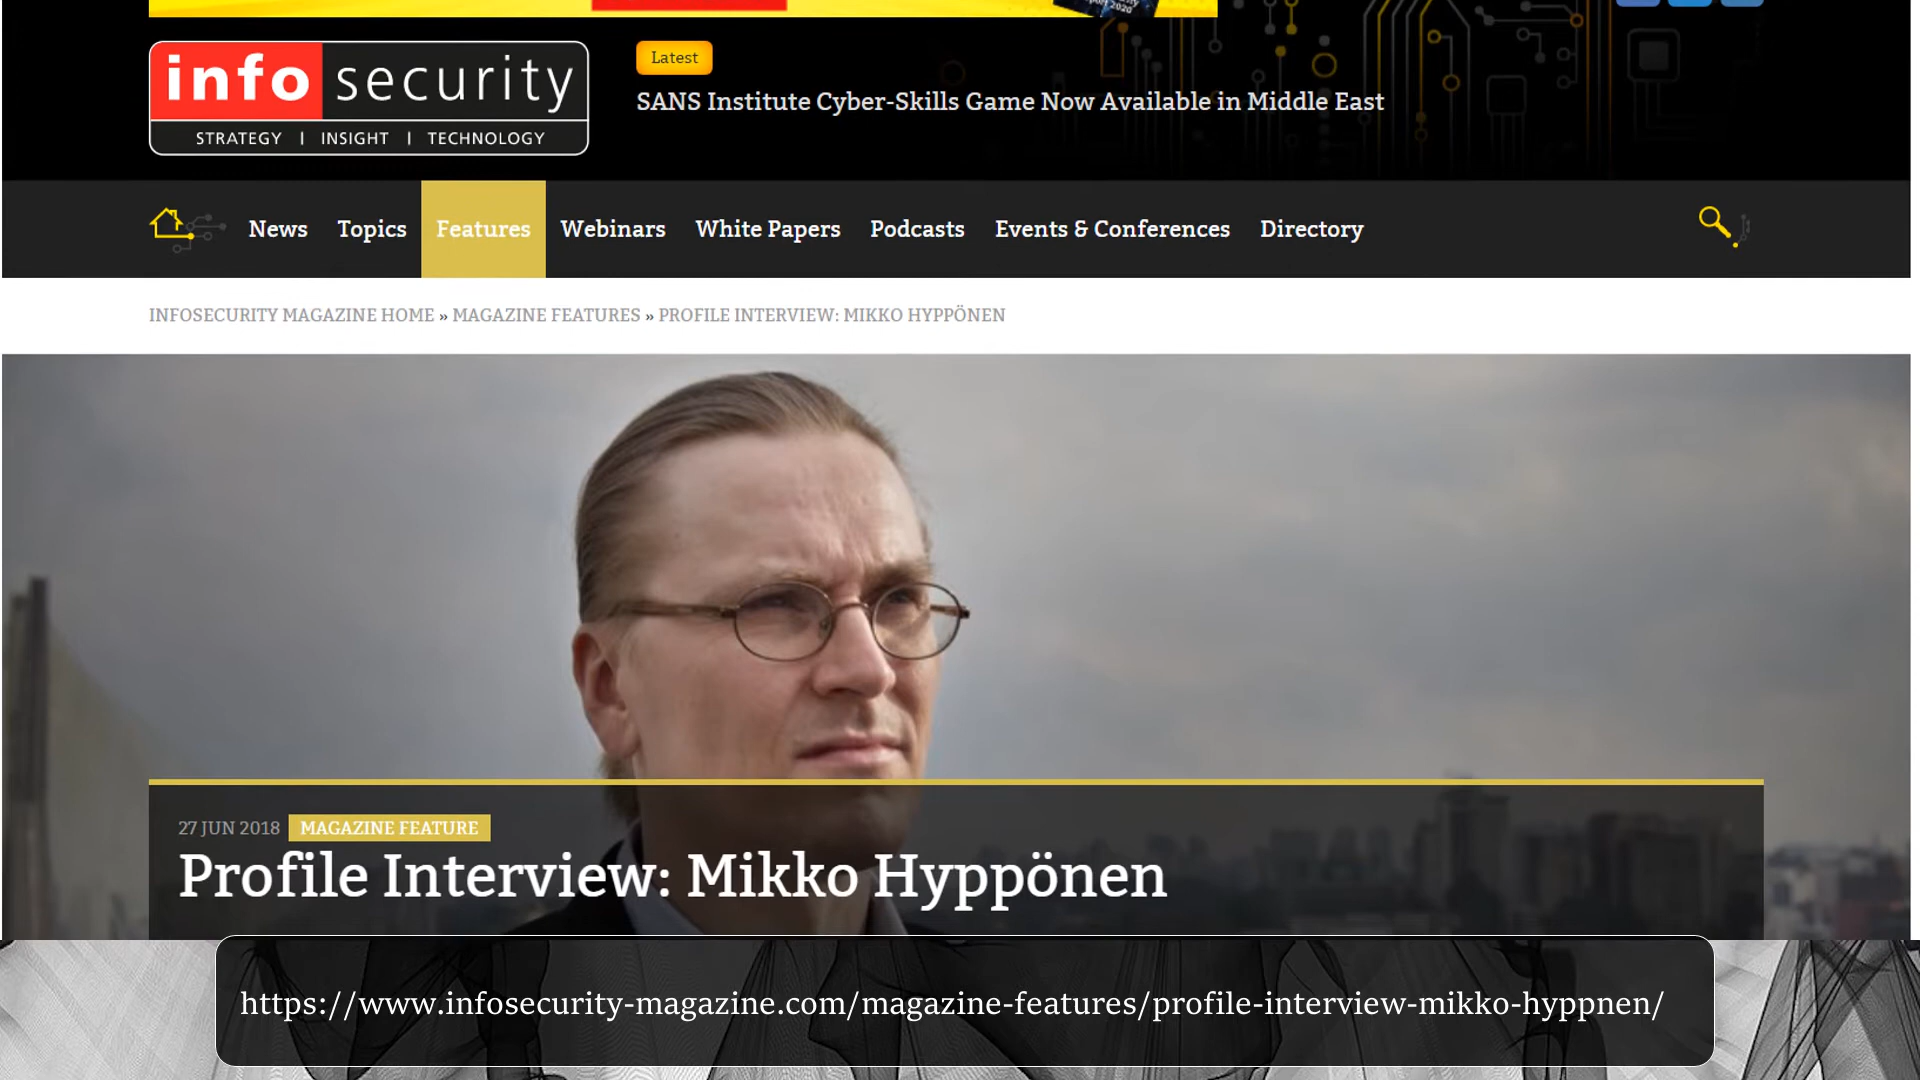 info security
STRATEGY | INSIGHT | TECHNOLOGY
Latest
SANS Institute Cyber-Skills Game Now Available in Middle East
News Topics Features Webinars White Papers Podcasts Events & Conferences Directory
INFOSECURITY MAGAZINE HOME » MAGAZINE FEATURES » PROFILE INTERVIEW: MIKKO HYPPÖNEN
27 JUN 2018 MAGAZINE FEATURE
Profile Interview: Mikko Hyppönen
https://www.infosecurity-magazine.com/magazine-features/profile-interview-mikko-hyppnen/